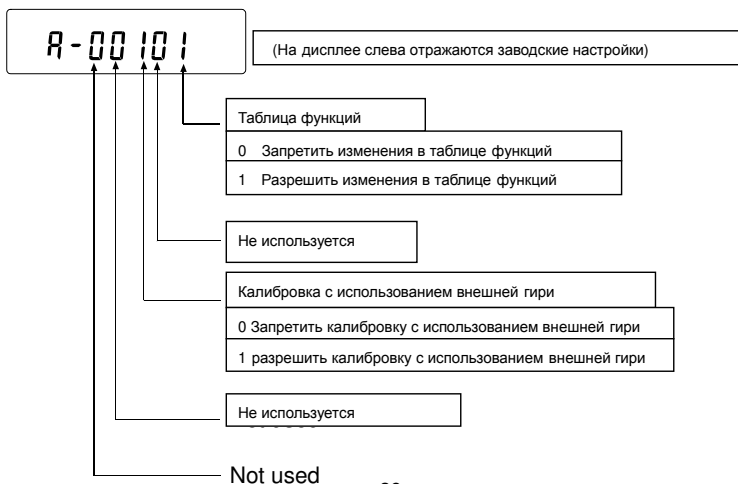 A-00101
(На дисплее слева отражаются заводские настройки)
Таблица функций
0 Запретить изменения в таблице функций
1 Разрешить изменения в таблице функций
Не используется
Калибровка с использованием внешней гири
0 Запретить калибровку с использованием внешней гири
1 разрешить калибровку с использованием внешней гири
Не используется
Not used